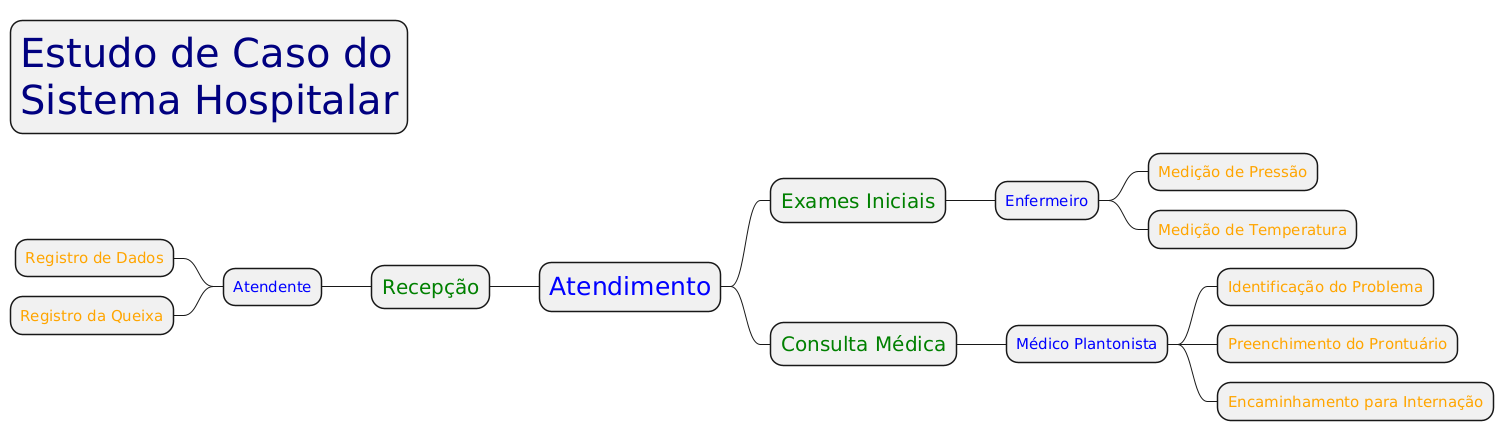 Estudo de Caso do
Sistema Hospitalar
Atendimento
Recepção
Atendente
Registro de Dados
Registro da Queixa
Exames Iniciais
Enfermeiro
Medição de Pressão
Medição de Temperatura
Consulta Médica
Médico Plantonista
Identificação do Problema
Preenchimento do Prontuário
Encaminhamento para Internação